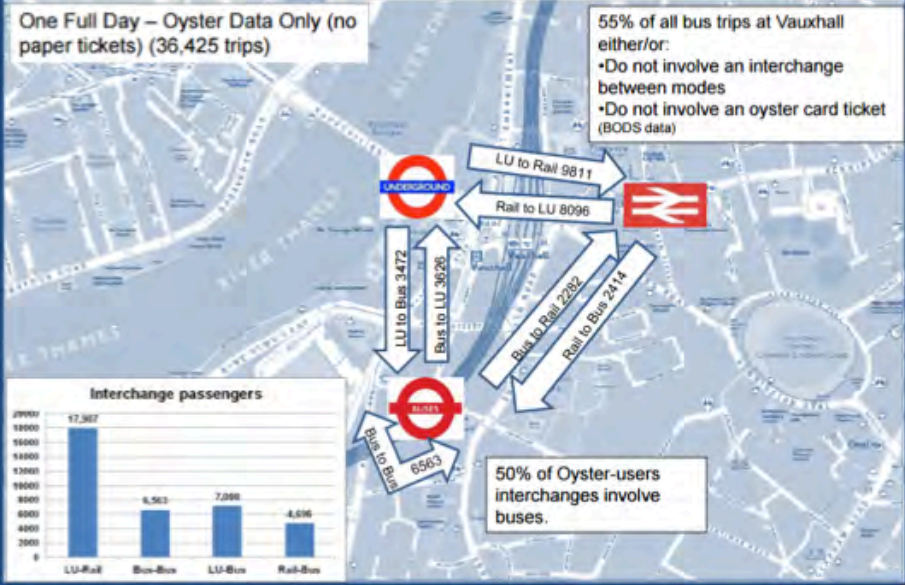 One Full Day – Oyster Data Only (no
paper tickets) (36,425 trips)
55% of all bus trips at Vauxhall
either/or:
•Do not involve an interchange
between modes
•Do not involve an oyster card ticket
(BODS data)
LU to Rail 9811
UNDERGROUND
Rail to LU 8096
RIVER THAMES
Vauxhall
LU to Bus 3472
Bus to LU 3626
Bus to Rail 2282
Rail to Bus 2414
BUSES
Bus to Bus
6563
50% of Oyster-users
interchanges involve
buses.
Interchange passengers
20000
18000
16000
14000
12000
10000
8000
6000
4000
2000
0
17,907
6,563
7,098
4,696
LU-Rail
Bus-Bus
LU-Bus
Rail-Bus